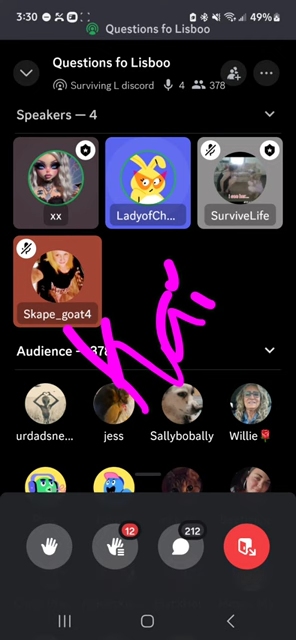 3:30 49%
Questions fo Lisboo
Questions fo Lisboo
Surviving L discord 4 378
Speakers — 4
xx
LadyofCh...
SurviveLife
Skape_goat4
Audience — 378
urdadsne...
jess
Sallybobally
Willie
12
212